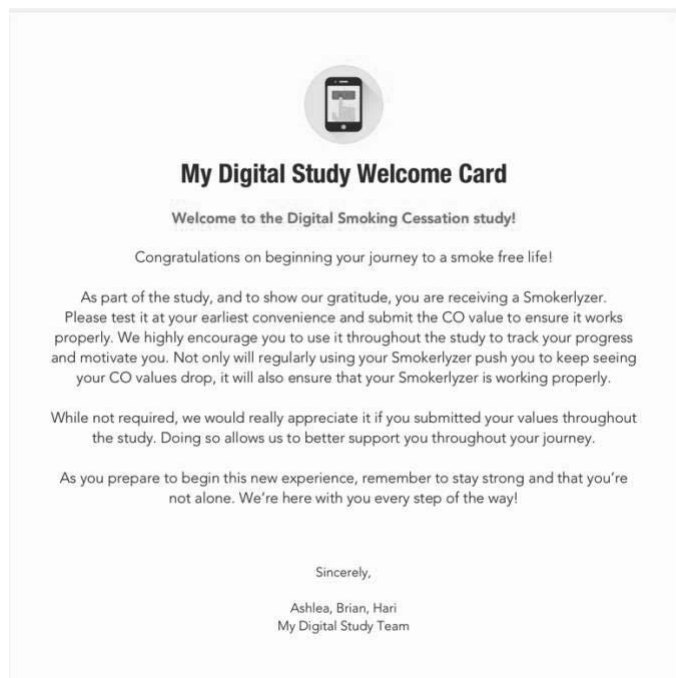 My Digital Study Welcome Card
Welcome to the Digital Smoking Cessation study!
Congratulations on beginning your journey to a smoke free life!
As part of the study, and to show our gratitude, you are receiving a Smokerlyzer.
Please test it at your earliest convenience and submit the CO value to ensure it works
properly. We highly encourage you to use it throughout the study to track your progress
and motivate you. Not only will regularly using your Smokerlyzer push you to keep seeing
your CO values drop, it will also ensure that your Smokerlyzer is working properly.
While not required, we would really appreciate it if you submitted your values throughout
the study. Doing so allows us to better support you throughout your journey.
As you prepare to begin this new experience, remember to stay strong and that you're
not alone. We're here with you every step of the way!
Sincerely,
Ashlea, Brian, Hari
My Digital Study Team